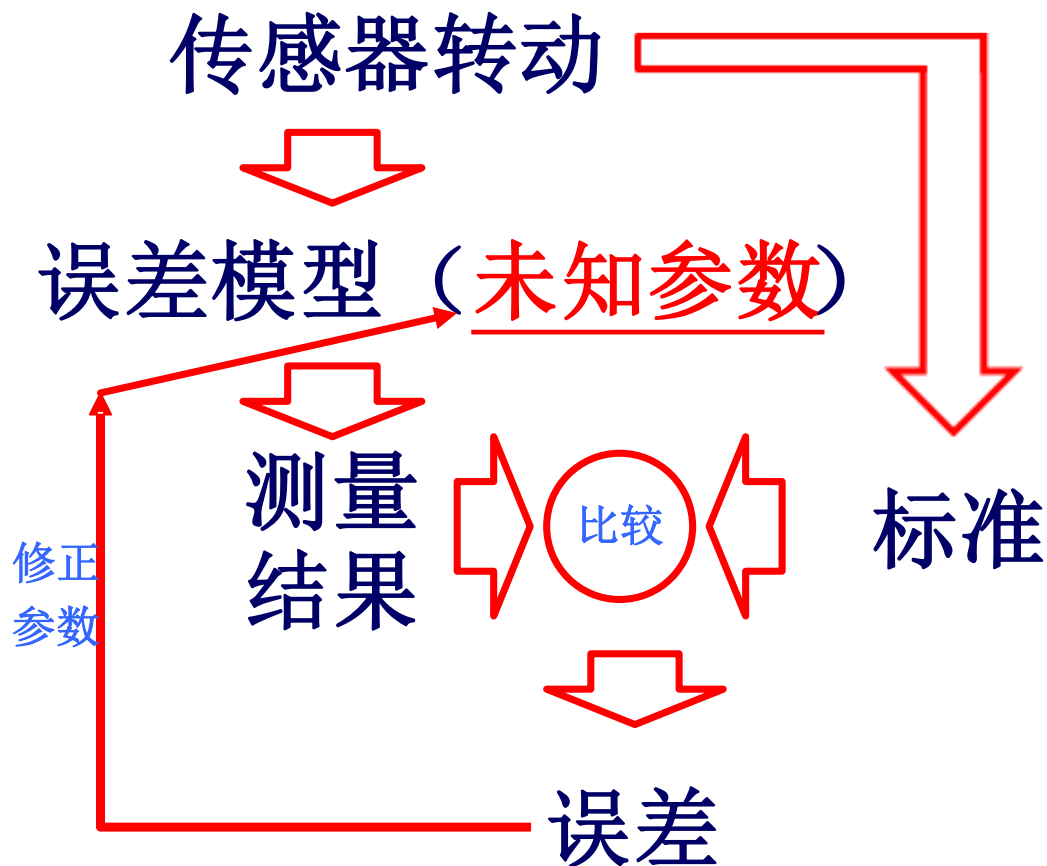 传感器转动
误差模型（未知参数）
测量
结果
比较
标准
修正
参数
误差